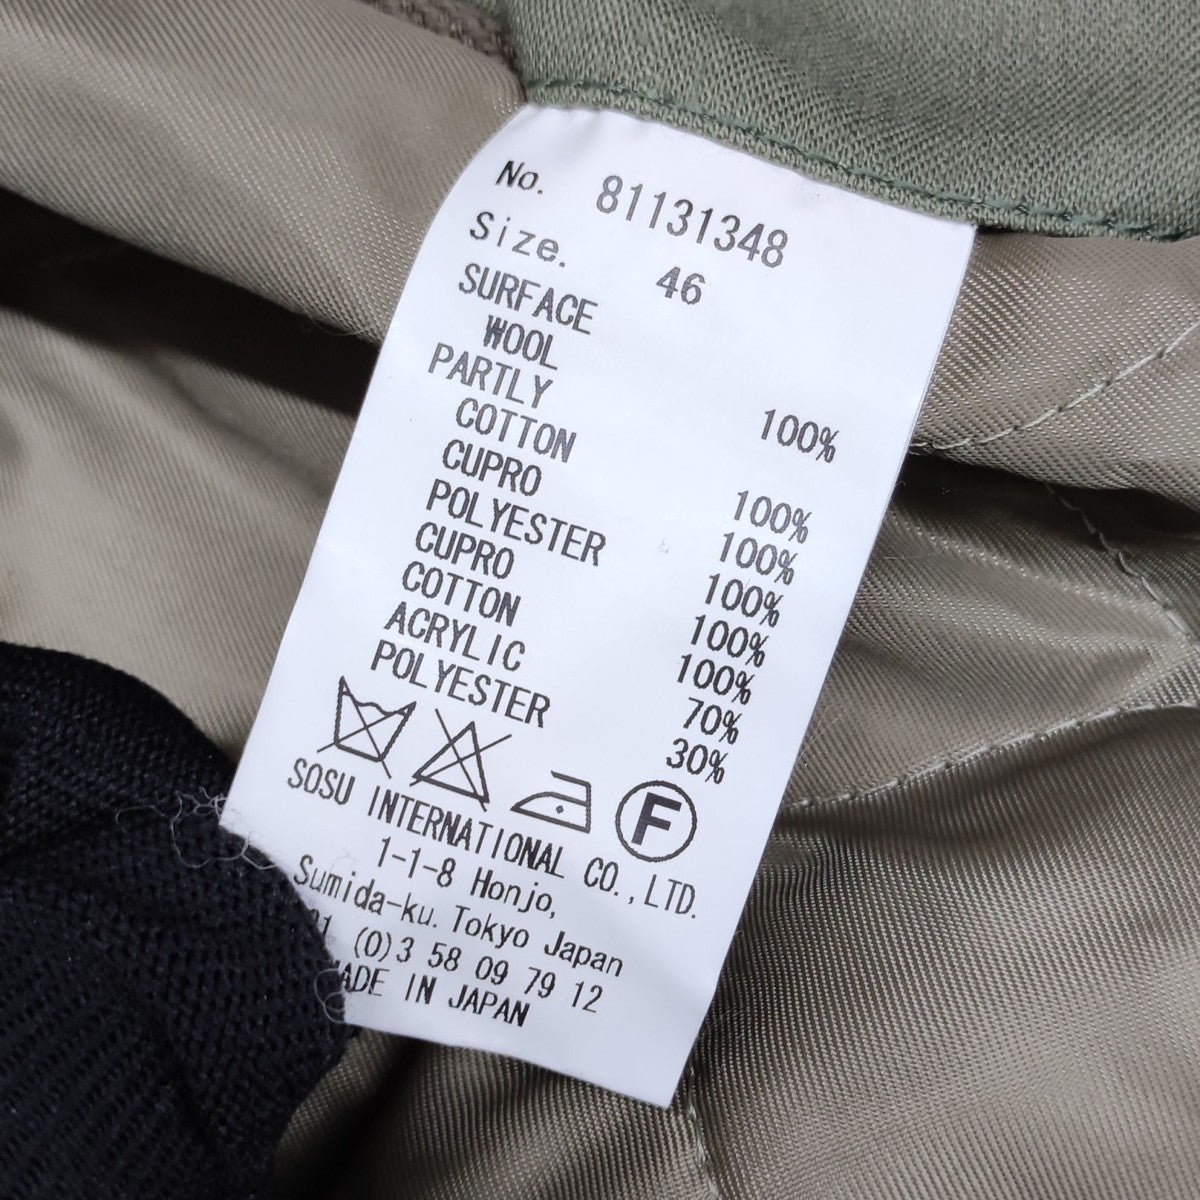 No. 81131348
Size. 46
SURFACE
WOOL 100%
PARTLY
COTTON 100%
CUPRO 100%
POLYESTER 100%
CUPRO 100%
COTTON 100%
ACRYLIC 70%
POLYESTER 30%
F
SOSU INTERNATIONAL CO., LTD.
1-1-8 Honjo,
Sumida-ku. Tokyo Japan
(0)3 58 09 79 12
MADE IN JAPAN